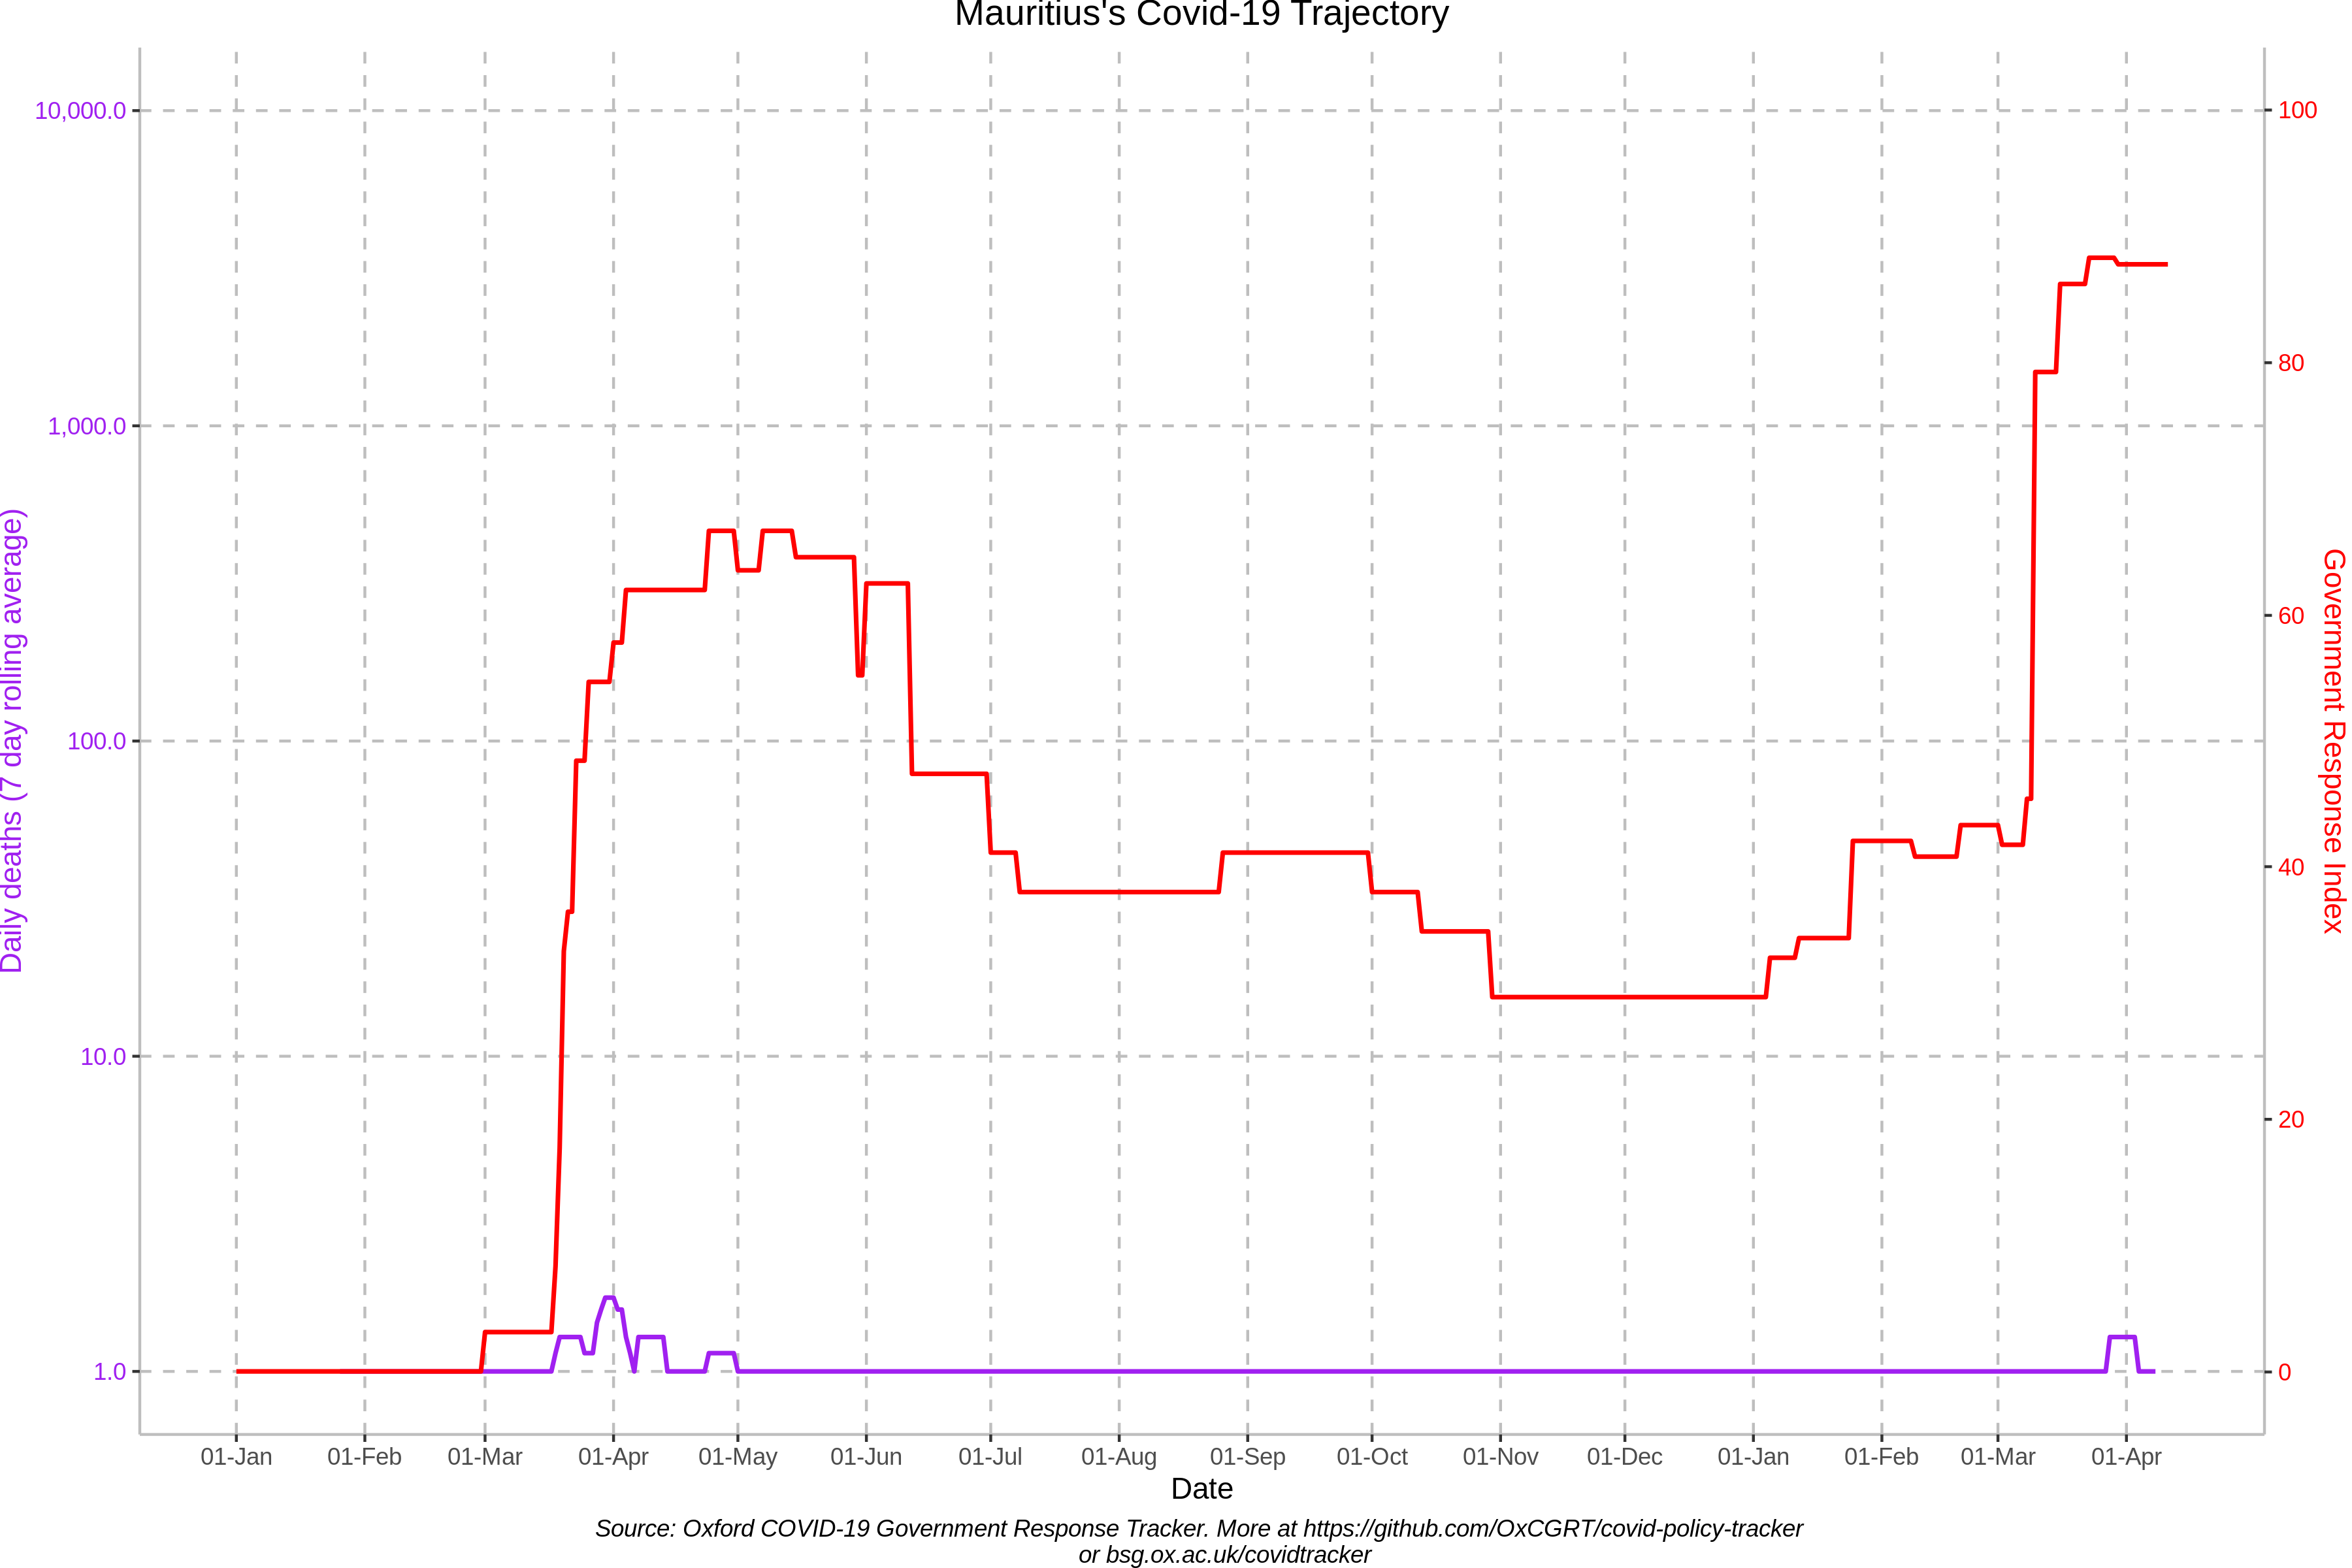 Mauritius's Covid-19 Trajectory
10,000.0
1,000.0
100.0
10.0
1.0
Daily deaths (7 day rolling average)
100
80
60
40
20
0
Government Response Index
01-Jan 01-Feb 01-Mar 01-Apr 01-May 01-Jun 01-Jul 01-Aug 01-Sep 01-Oct 01-Nov 01-Dec 01-Jan 01-Feb 01-Mar 01-Apr
Date
Source: Oxford COVID-19 Government Response Tracker. More at https://github.com/OxCGRT/covid-policy-tracker
or bsg.ox.ac.uk/covidtracker